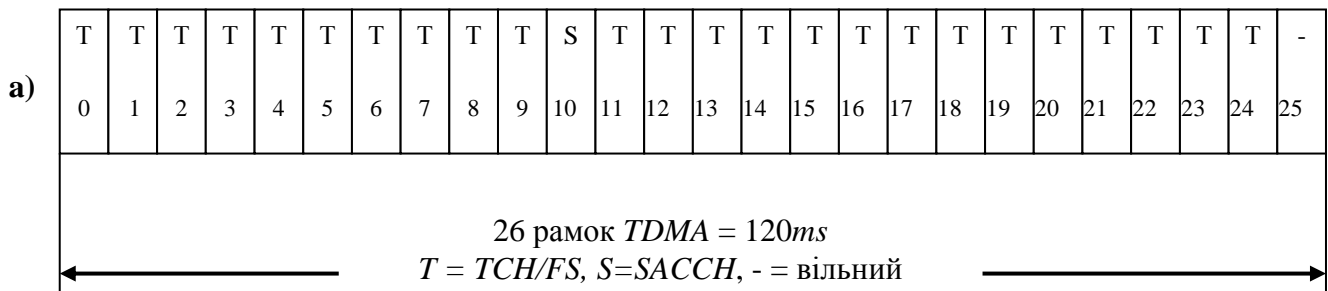 T T T T T T T T T T S T T T T T T T T T T T T T T -
а)
0 1 2 3 4 5 6 7 8 9 10 11 12 13 14 15 16 17 18 19 20 21 22 23 24 25
26 рамок TDMA = 120ms
T = TCH/FS, S=SACCH, - = вільний